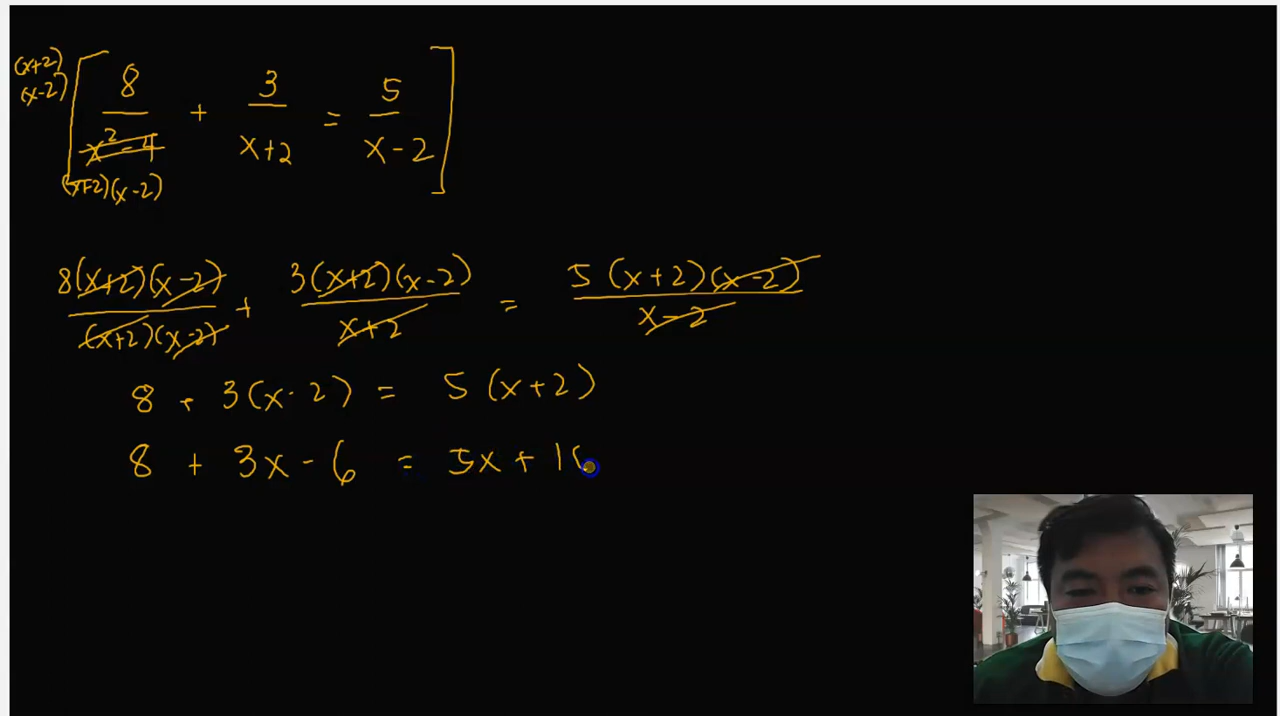 (x+2)
(x-2)
8/x²-4 + 3/x+2 = 5/x-2
(x+2)(x-2)
8(x+2)(x-2)/(x+2)(x-2) + 3(x+2)(x-2)/x+2 = 5(x+2)(x-2)/x-2
8 + 3(x-2) = 5(x+2)
8 + 3x - 6 = 5x + 1